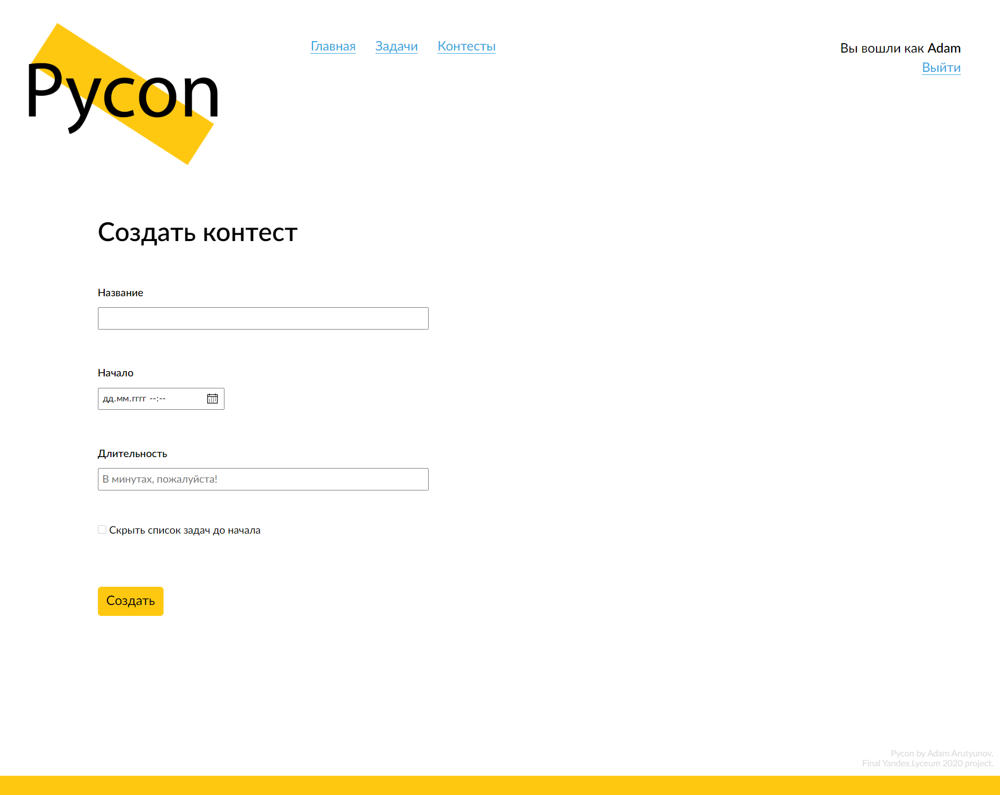 Pycon
Главная Задачи Контесты
Вы вошли как Adam
Выйти
Создать контест
Название
Начало
дд.мм.гггг --:--
Длительность
В минутах, пожалуйста!
Скрыть список задач до начала
Создать
Pycon by Adam Arutyunov.
Final Yandex.Lyceum 2020 project.